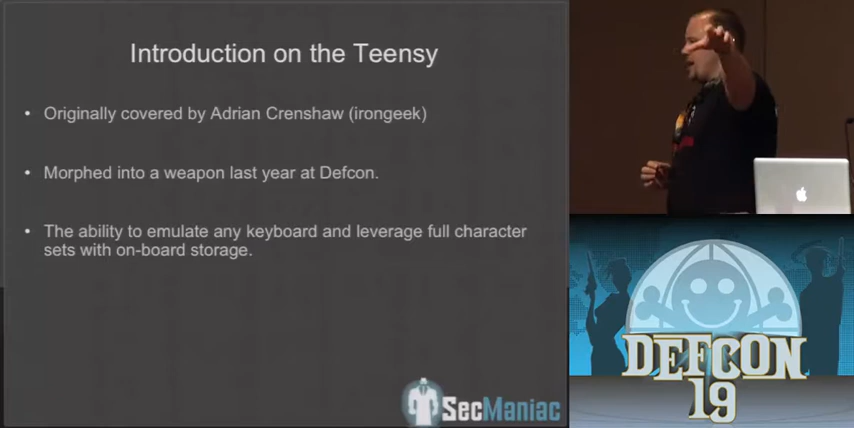 Introduction on the Teensy
• Originally covered by Adrian Crenshaw (irongeek)
• Morphed into a weapon last year at Defcon.
• The ability to emulate any keyboard and leverage full character
sets with on-board storage.
SecManiac
DEFCON
19